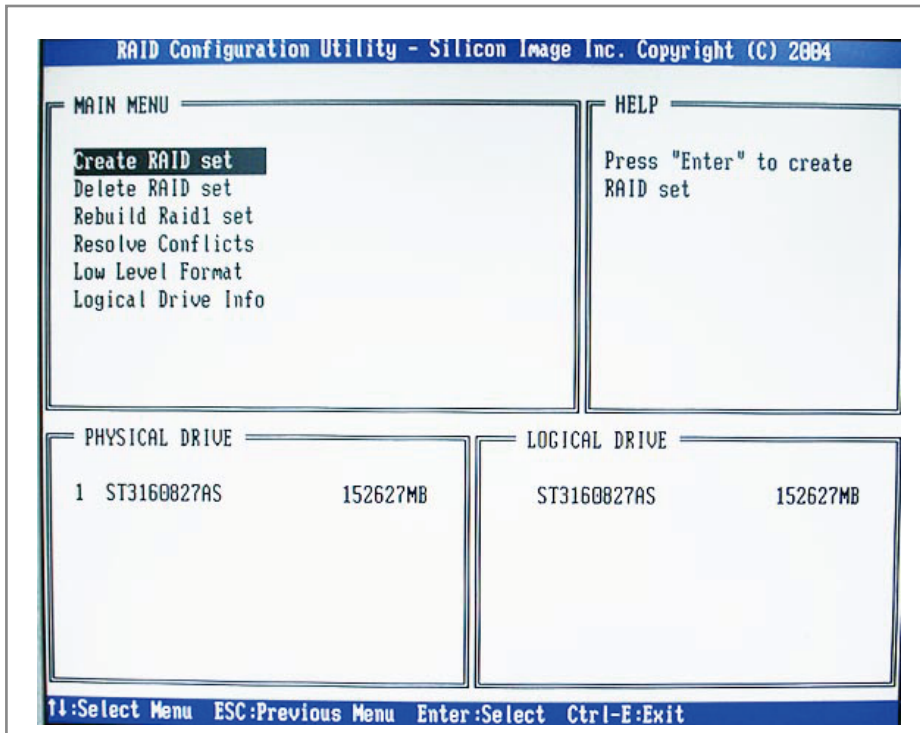 RAID Configuration Utility - Silicon Image Inc. Copyright (C) 2004
MAIN MENU
Create RAID set
Delete RAID set
Rebuild Raid1 set
Resolve Conflicts
Low Level Format
Logical Drive Info
HELP
Press "Enter" to create
RAID set
PHYSICAL DRIVE
1 ST3160827AS 152627MB
LOGICAL DRIVE
ST3160827AS 152627MB
↑↓:Select Menu ESC:Previous Menu Enter:Select Ctrl-E:Exit